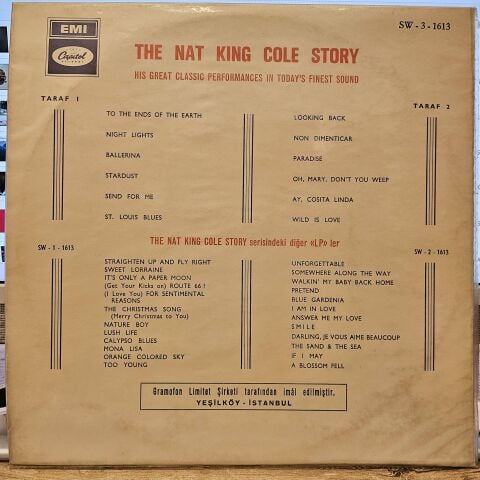 EMI
Capitol
SW - 3 - 1613
THE NAT KING COLE STORY
HIS GREAT CLASSIC PERFORMANCES IN TODAY'S FINEST SOUND
TARAF 1
TO THE ENDS OF THE EARTH
NIGHT LIGHTS
BALLERINA
STARDUST
SEND FOR ME
ST. LOUIS BLUES
TARAF 2
LOOKING BACK
NON DIMENTICAR
PARADISE
OH, MARY, DON'T YOU WEEP
AY, COSITA LINDA
WILD IS LOVE
THE NAT KING COLE STORY serisindeki diğer «LP» ler
SW - 1 - 1613
STRAIGHTEN UP AND FLY RIGHT
SWEET LORRAINE
IT'S ONLY A PAPER MOON
(Get Your Kicks on) ROUTE 66 !
(I Love You) FOR SENTIMENTAL
REASONS
THE CHRISTMAS SONG
(Merry Christmas to You)
NATURE BOY
LUSH LIFE
CALYPSO BLUES
MONA LISA
ORANGE COLORED SKY
TOO YOUNG
SW - 2 - 1613
UNFORGETTABLE
SOMEWHERE ALONG THE WAY
WALKIN' MY BABY BACK HOME
PRETEND
BLUE GARDENIA
I AM IN LOVE
ANSWER ME MY LOVE
SMILE
DARLING, JE VOUS AIME BEAUCOUP
THE SAND & THE SEA
IF I MAY
A BLOSSOM FELL
Gramofon Limitet Şirketi tarafından imâl edilmiştir.
YEŞİLKÖY - İSTANBUL